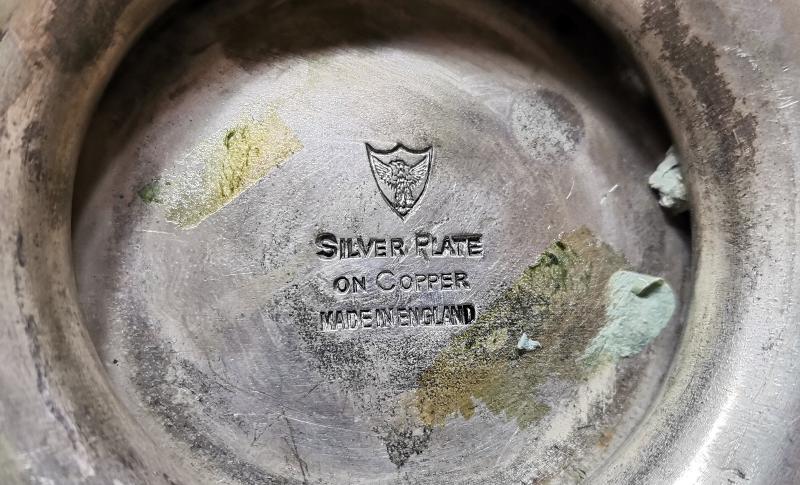 SILVER PLATE
ON COPPER
MADE IN ENGLAND